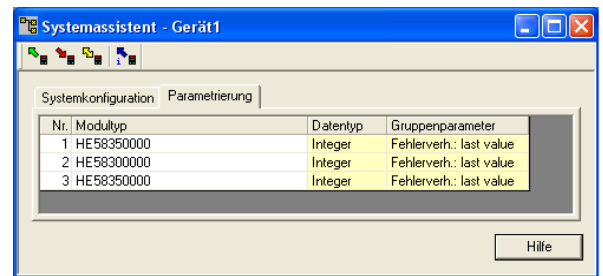 Systemassistent - Gerät1
i
Systemkonfiguration Parametrierung
Nr. Modultyp Datentyp Gruppenparameter
1 HE58350000 Integer Fehlerverh.: last value
2 HE58300000 Integer Fehlerverh.: last value
3 HE58350000 Integer Fehlerverh.: last value
Hilfe